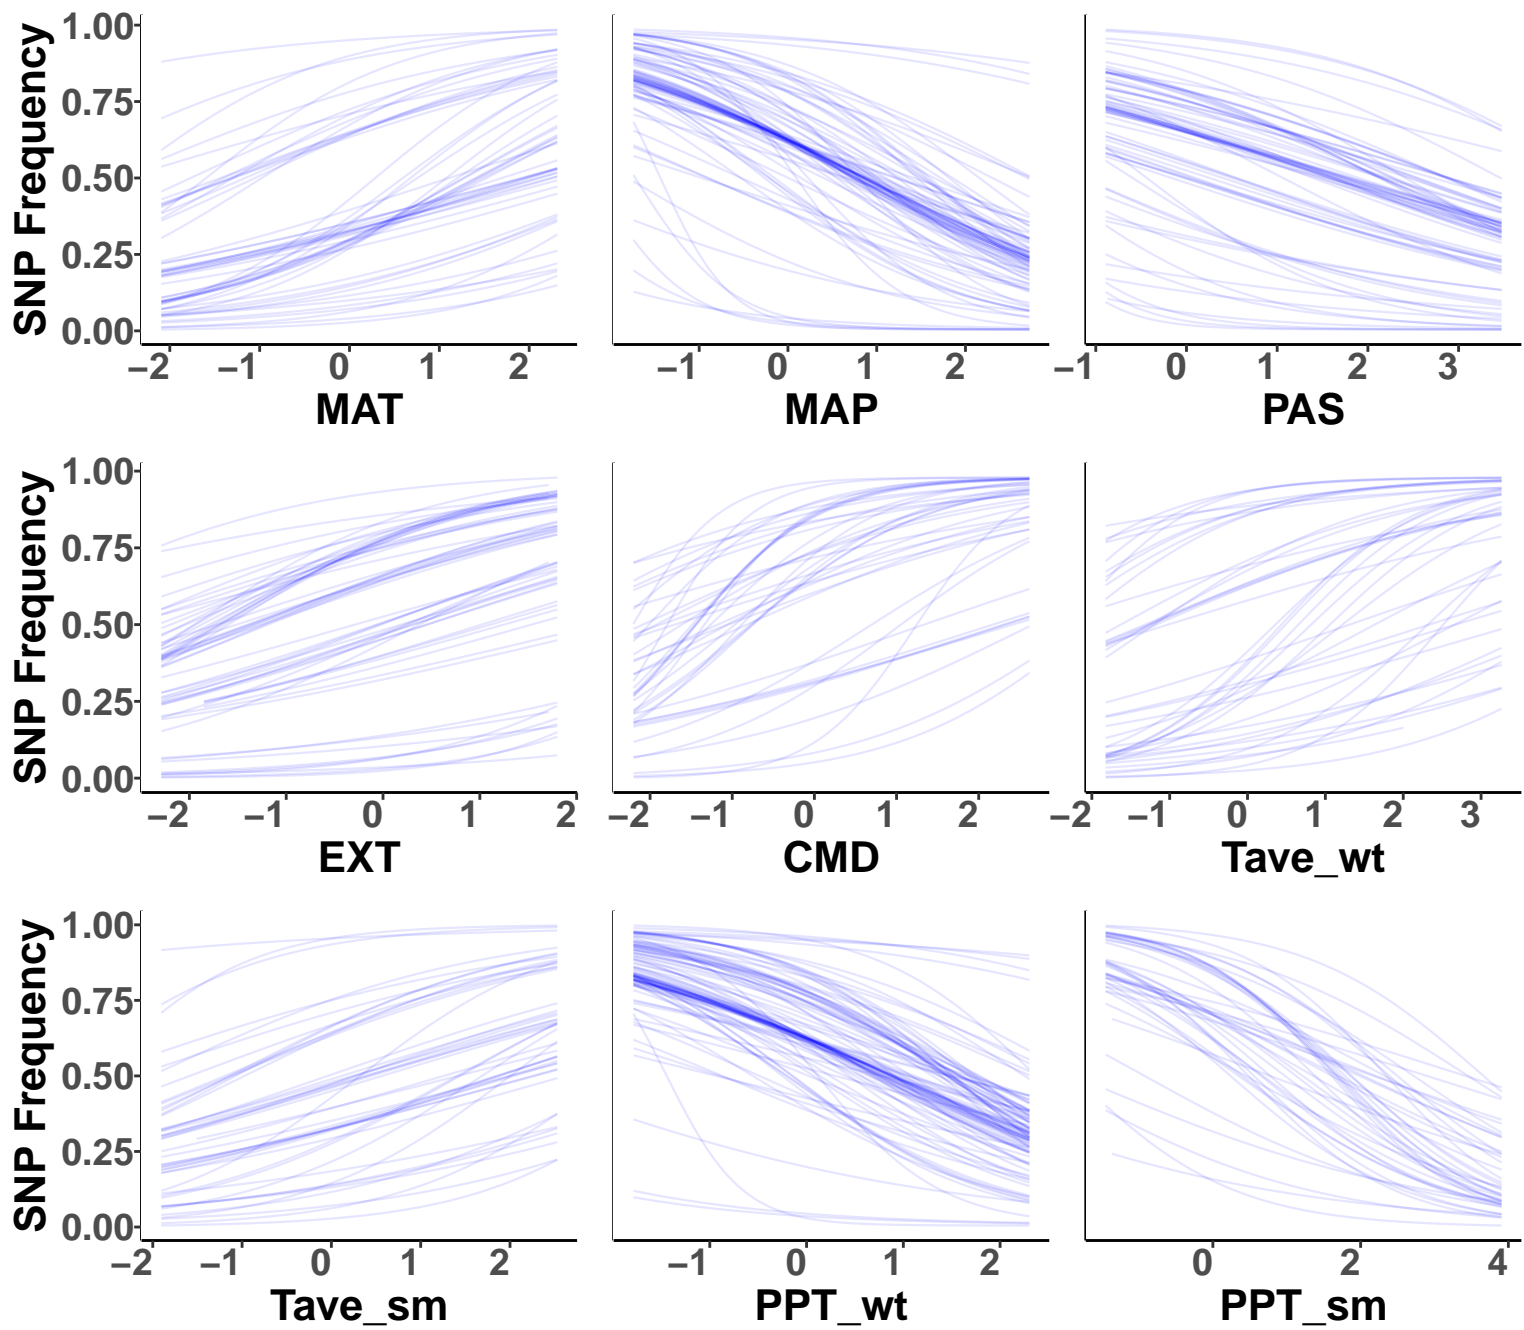 SNP Frequency
1.00
0.75
0.50
0.25
0.00
−2 −1 0 1 2
MAT
−1 0 1 2
MAP
−1 0 1 2 3
PAS
SNP Frequency
1.00
0.75
0.50
0.25
0.00
−2 −1 0 1 2
EXT
−2 −1 0 1 2
CMD
−2 −1 0 1 2 3
Tave_wt
SNP Frequency
1.00
0.75
0.50
0.25
0.00
−2 −1 0 1 2
Tave_sm
−1 0 1 2
PPT_wt
0 2 4
PPT_sm